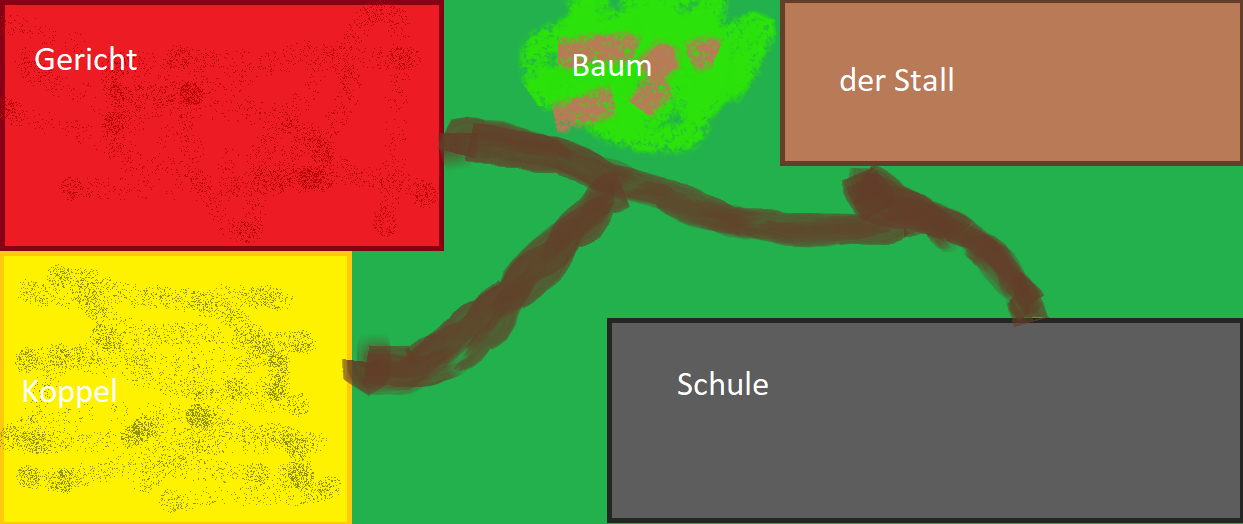 Gericht
Baum
der Stall
Koppel
Schule